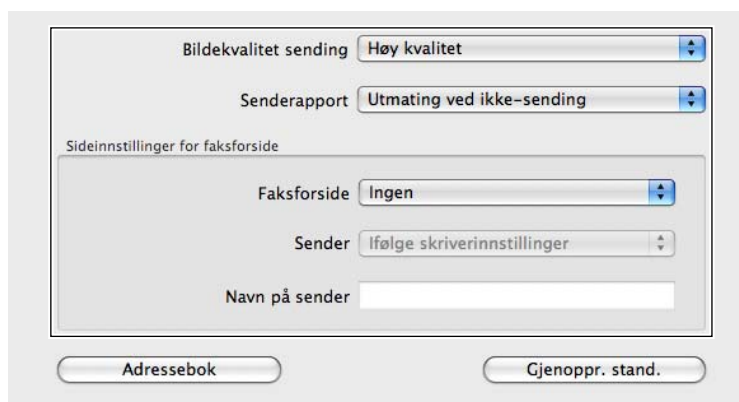 Bildekvalitet sending Høy kvalitet
Senderapport Utmating ved ikke-sending
Sideinnstillinger for faksforside
Faksforside Ingen
Sender Ifølge skriverinnstillinger
Navn på sender
Adressebok Gjenoppr. stand.